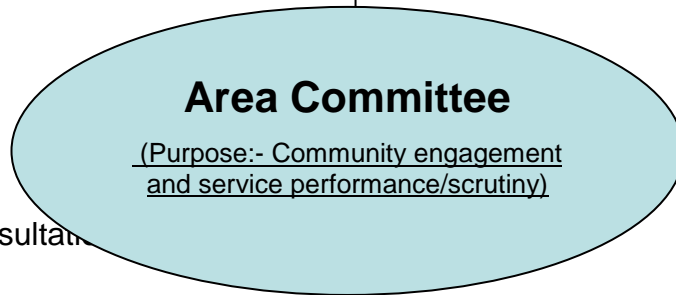 Area Committee
(Purpose:- Community engagement
and service performance/scrutiny)